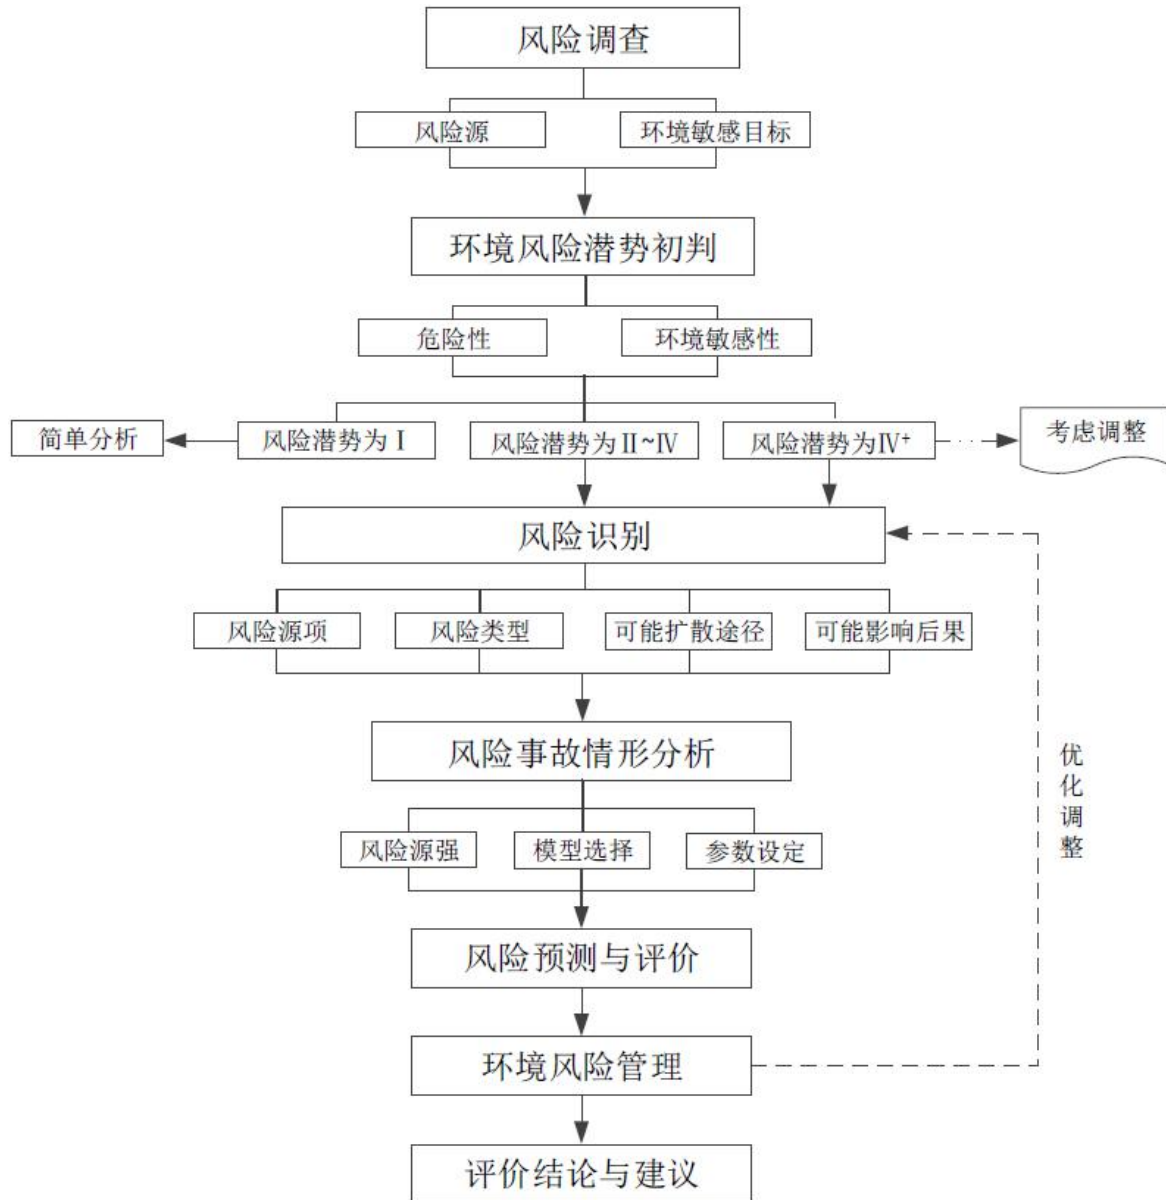 风险调查
风险源
环境敏感目标
环境风险潜势初判
危险性
环境敏感性
简单分析
风险潜势为Ⅰ
风险潜势为Ⅱ~Ⅳ
风险潜势为Ⅳ⁺
考虑调整
风险识别
风险源项
风险类型
可能扩散途径
可能影响后果
风险事故情形分析
优化调整
风险源强
模型选择
参数设定
风险预测与评价
环境风险管理
评价结论与建议